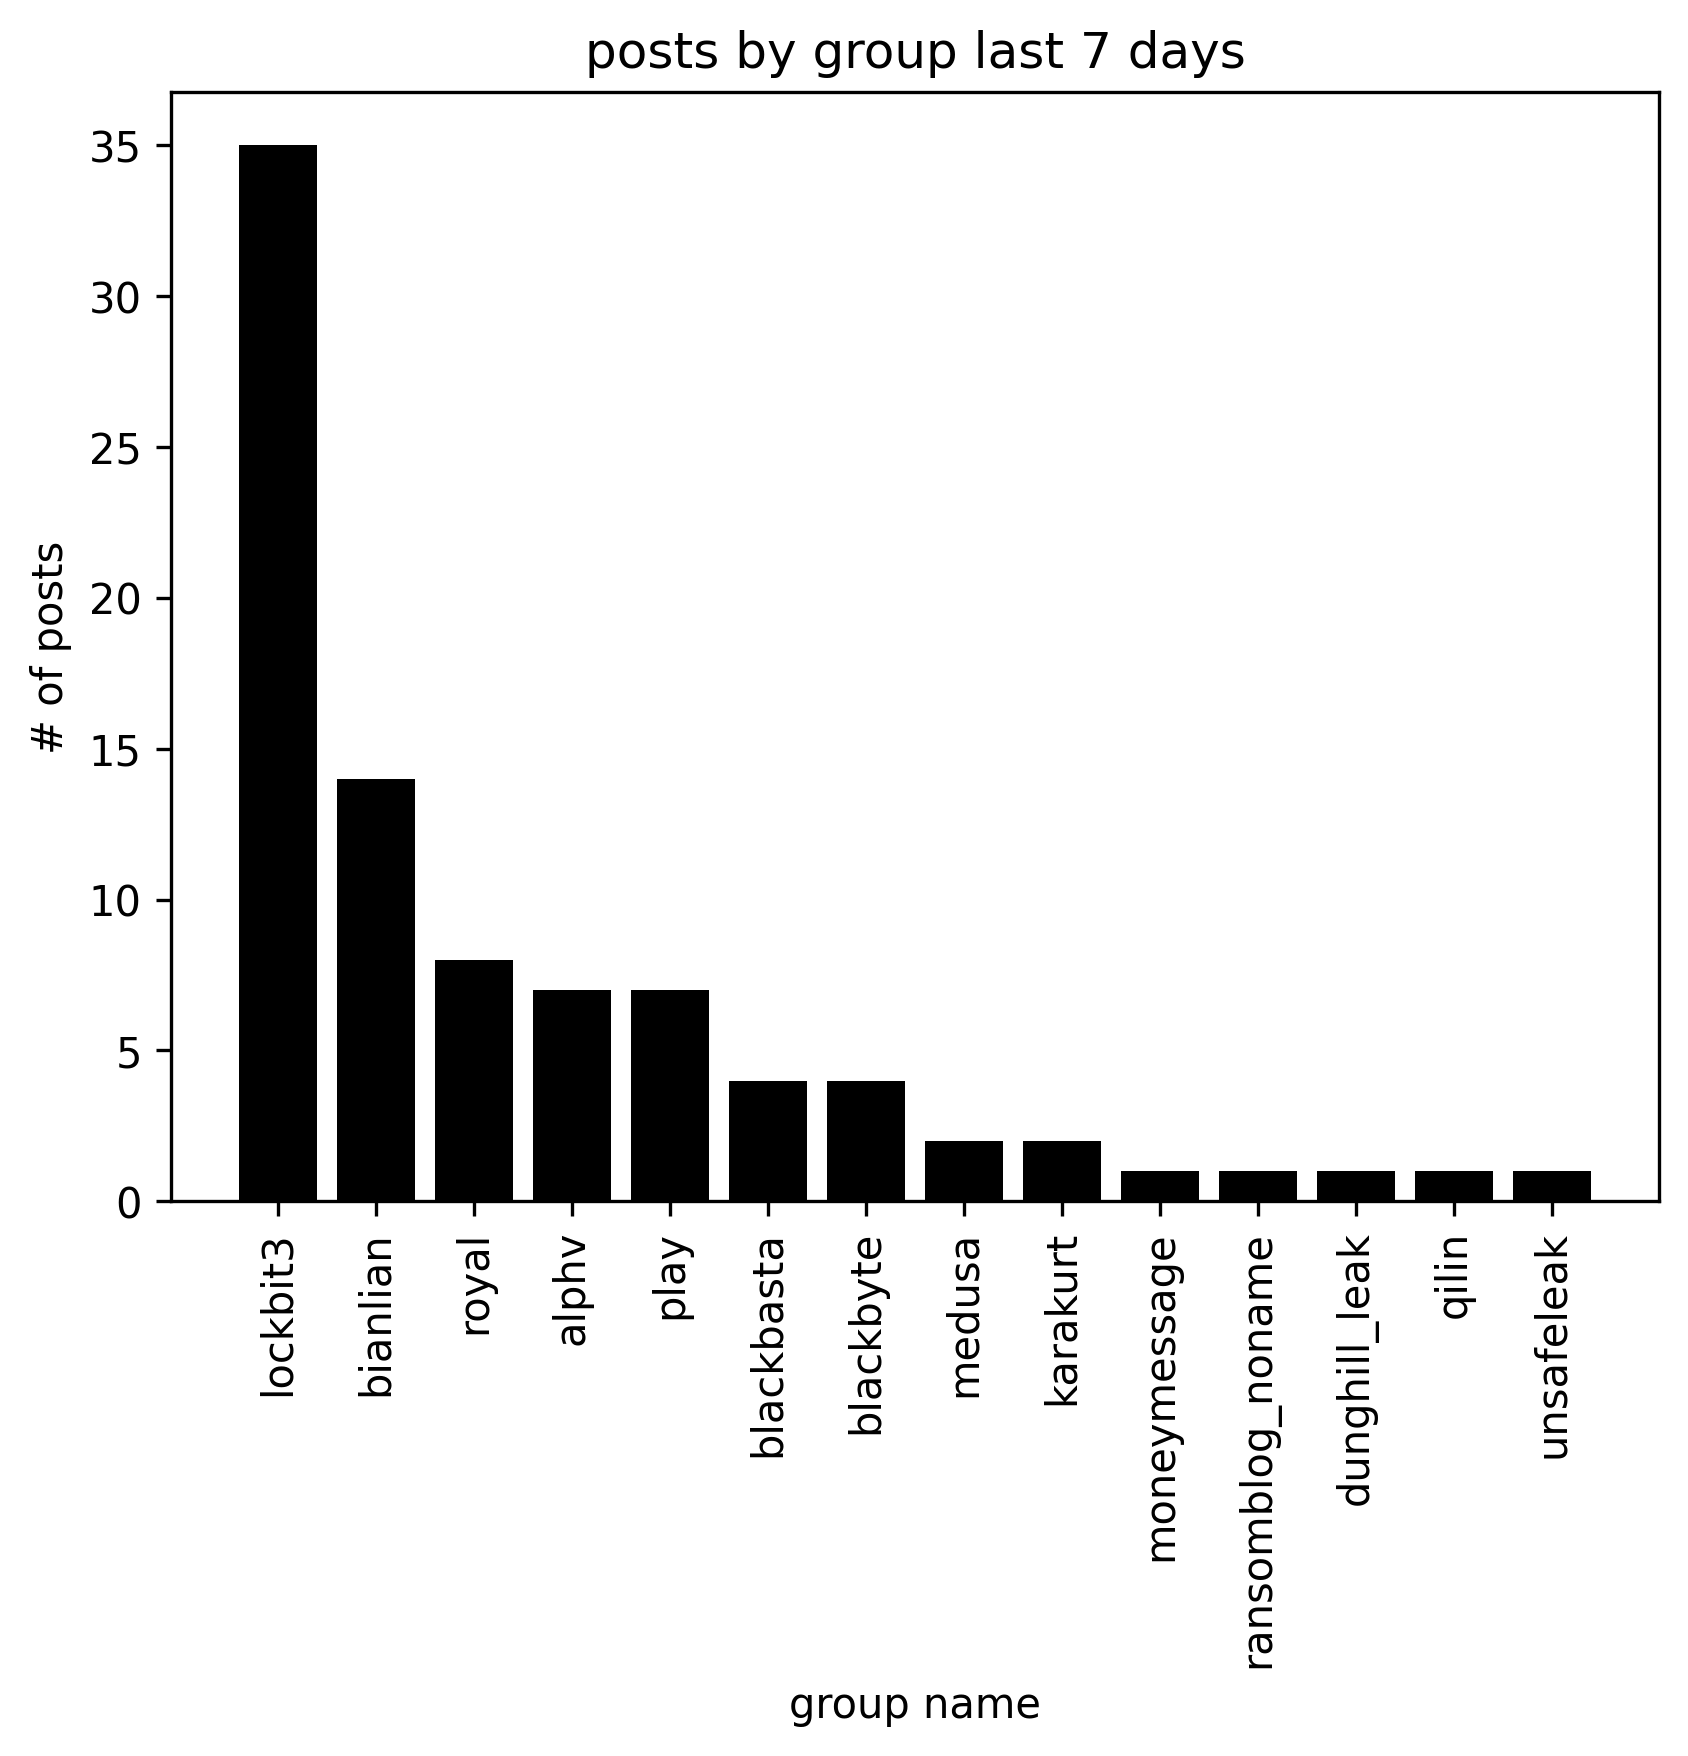 posts by group last 7 days
35
30
25
20
15
10
5
0
# of posts
lockbit3
bianlian
royal
alphv
play
blackbasta
blackbyte
medusa
karakurt
moneymessage
ransomblog_noname
dunghill_leak
qilin
unsafeleak
group name